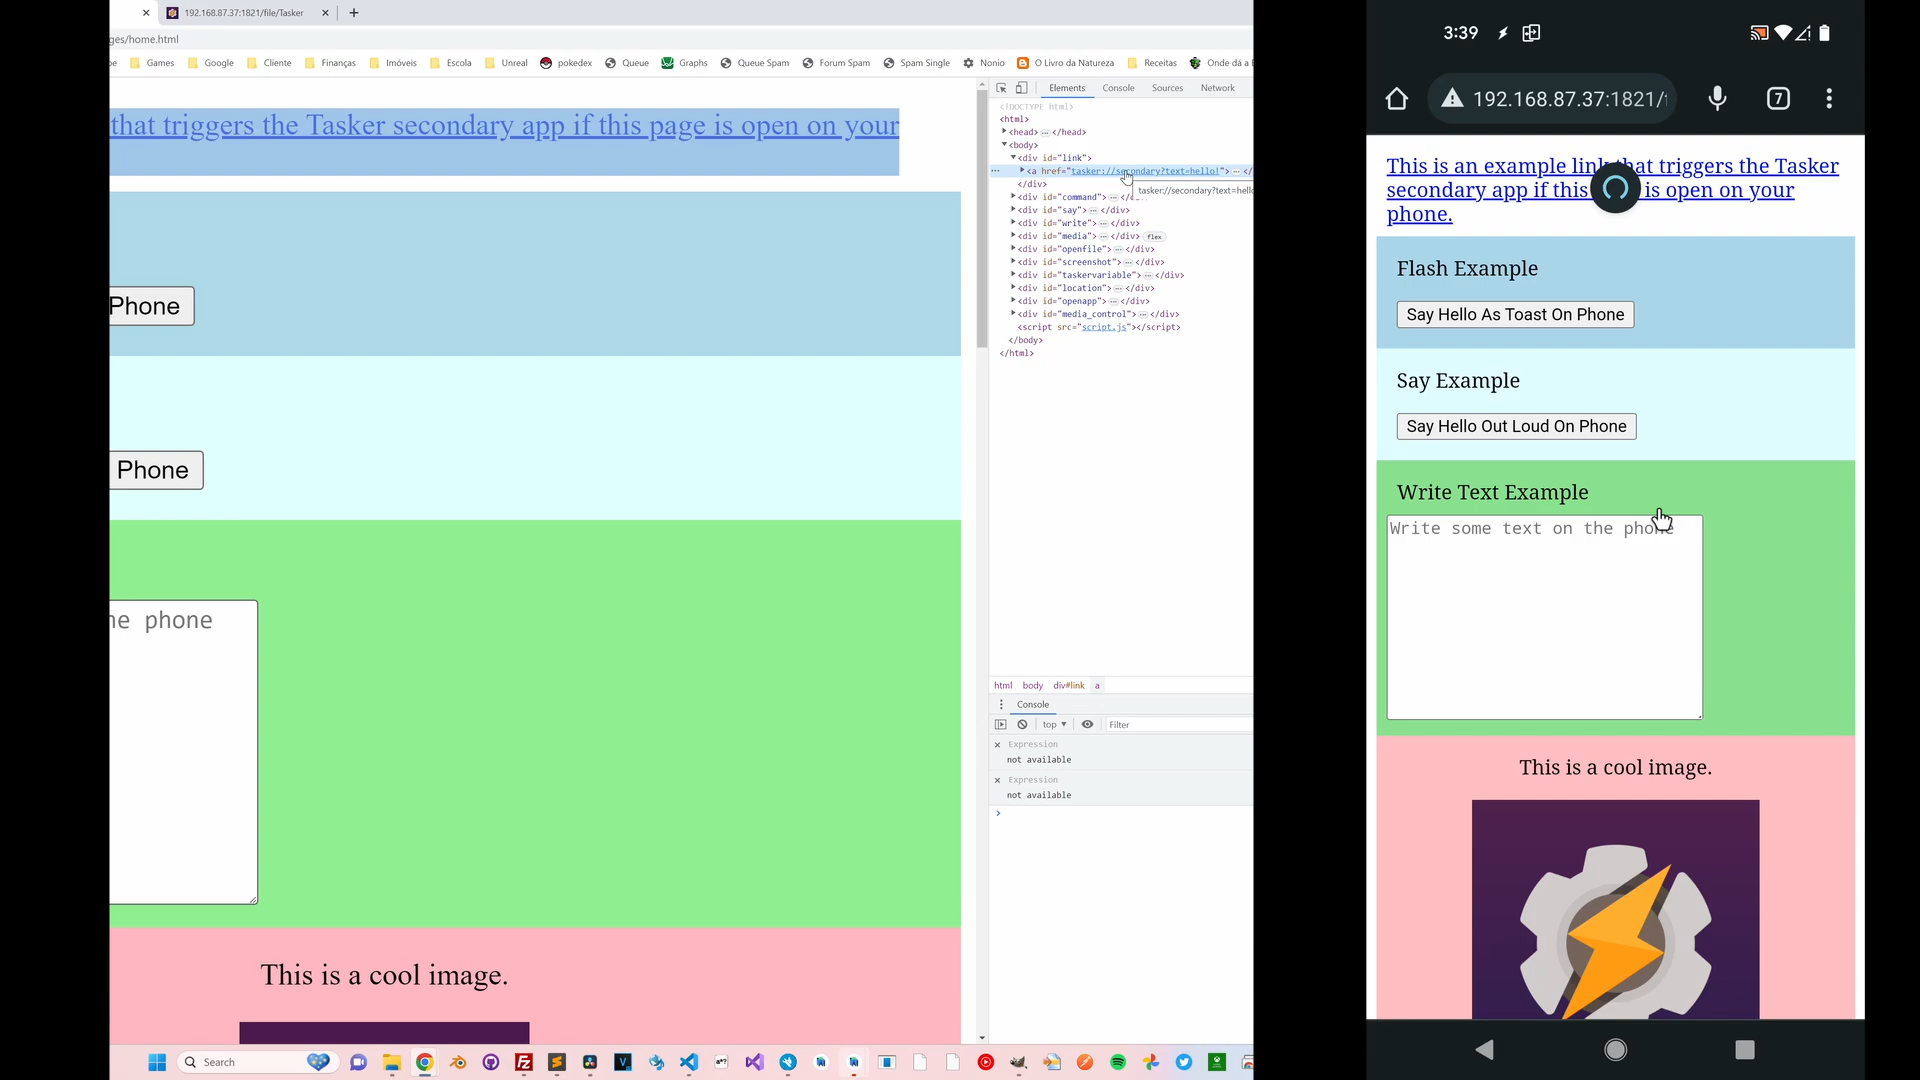 192.168.87.37:1821/file/Tasker
ges/home.html
Games
Google
Cliente
Finanças
Imóveis
Escola
Unreal
pokedex
Queue
Graphs
Queue Spam
Forum Spam
Spam Single
Nonio
O Livro da Natureza
Receitas
Onde dá a
that triggers the Tasker secondary app if this page is open on your
Phone
Phone
he phone
This is a cool image.
Elements Console Sources Network
<!DOCTYPE html>
<html>
<head> </head>
<body>
<div id="link">
<a href="tasker://secondary?text=hello!"> </
</div>
tasker://secondary?text=hello
<div id="command">
<div id="say"> </div>
<div id="write"> </div>
<div id="media"> </div> flex
<div id="openfile"> </div>
<div id="screenshot"> </div>
<div id="taskervariable"> </div>
<div id="location"> </div>
<div id="openapp"> </div>
<div id="media_control"> </div>
<script src="script.js"></script>
</body>
</html>
html body div#link a
Console
top Filter
Expression
not available
Expression
not available
Search
3:39
192.168.87.37:1821/
7
This is an example link that triggers the Tasker
secondary app if this is open on your
phone.
Flash Example
Say Hello As Toast On Phone
Say Example
Say Hello Out Loud On Phone
Write Text Example
Write some text on the phone
This is a cool image.